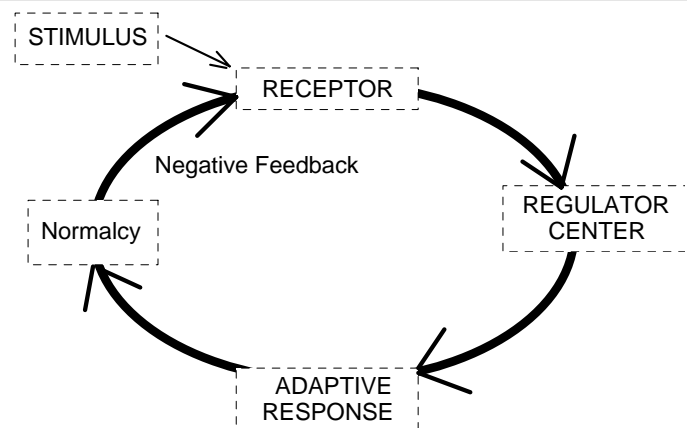 STIMULUS
RECEPTOR
Negative Feedback
Normalcy
REGULATOR
CENTER
ADAPTIVE
RESPONSE